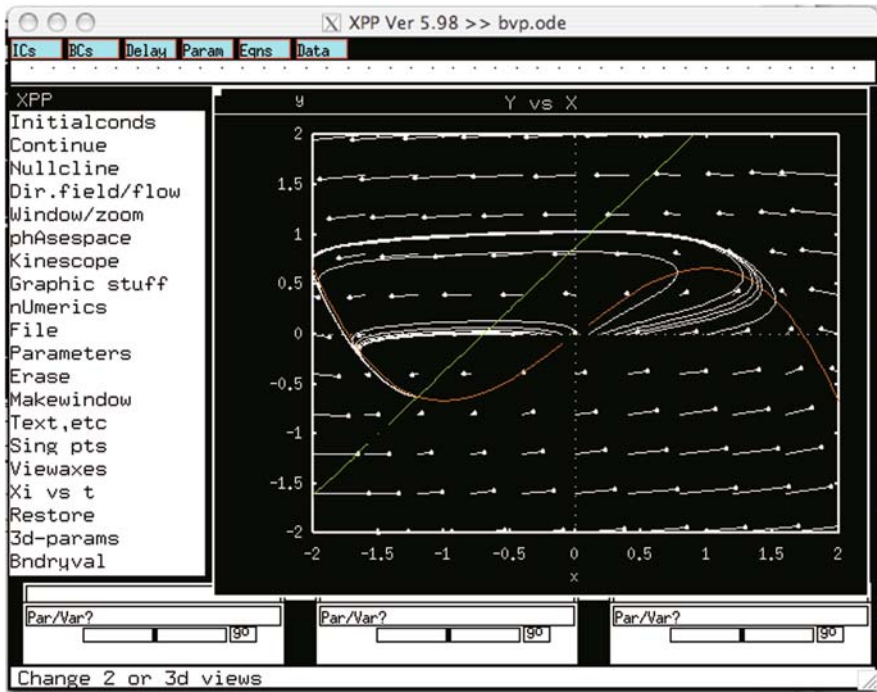 XPP Ver 5.98 >> bvp.ode
ICs BCs Delay Param Eqns Data
XPP
Initialconds
Continue
Nullcline
Dir.field/flow
Window/zoom
phAsespace
Kinescope
Graphic stuff
nUmerics
File
Parameters
Erase
Makewindow
Text,etc
Sing pts
Viewaxes
Xi vs t
Restore
3d-params
Bndryval
y Y vs X
2
1.5
1
0.5
0
-0.5
-1
-1.5
-2
-2 -1.5 -1 -0.5 0 0.5 1 1.5 2
x
Par/Var? Par/Var? Par/Var?
go go go
Change 2 or 3d views